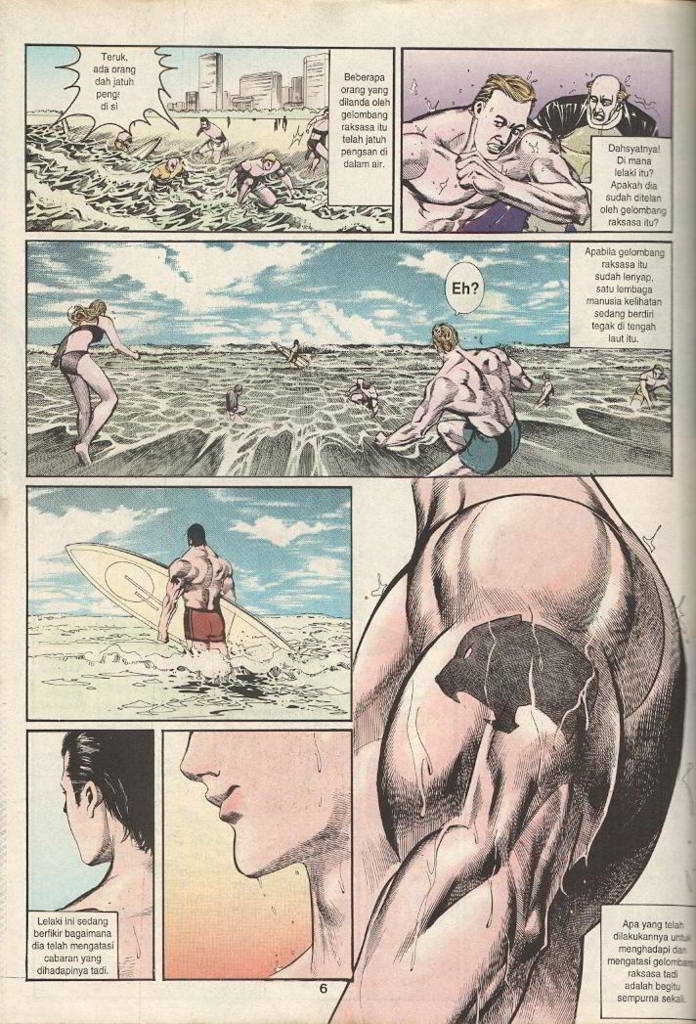 Teruk,
ada orang
dah jatuh
Beberapa
orang yang
dilanda oleh
gelombang
raksasa itu
telah jatuh
pengsan di
dalam air.
Dahsyatnya!
Di mana
lelaki itu?
Apakah dia
sudah ditelan
oleh gelombang
raksasa itu?
Eh?
Apabila gelombang
raksasa itu
sudah lenyap,
satu lembaga
manusia kelihatan
sedang berdiri
tegak di tengah
laut itu.
Lelaki ini sedang
berfikir bagaimana
dia telah mengatasi
cabaran yang
dihadapinya tadi.
Apa yang telah
dilakukannya untuk
menghadapi dan
mengatasi gelombang
raksasa tadi
adalah begitu
sempurna sekali.
6